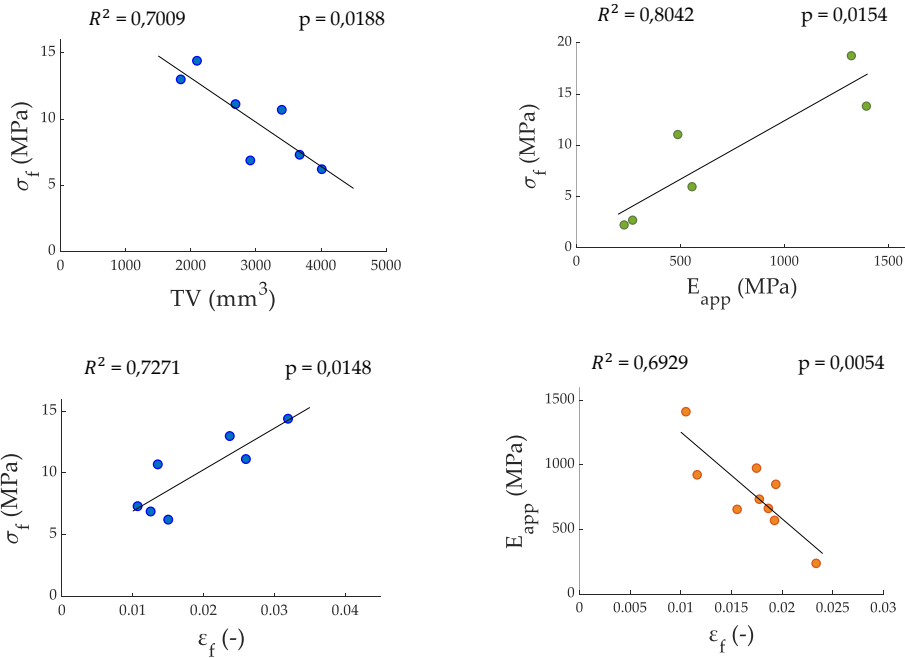 R² = 0,7009 p = 0,0188
15
10
5
0
σf (MPa)
0 1000 2000 3000 4000 5000
TV (mm³)
R² = 0,8042 p = 0,0154
20
15
10
5
0
σf (MPa)
0 500 1000 1500
Eapp (MPa)
R² = 0,7271 p = 0,0148
15
10
5
0
σf (MPa)
0 0.01 0.02 0.03 0.04
εf (-)
R² = 0,6929 p = 0,0054
1500
1000
500
0
Eapp (MPa)
0 0.005 0.01 0.015 0.02 0.025 0.03
εf (-)